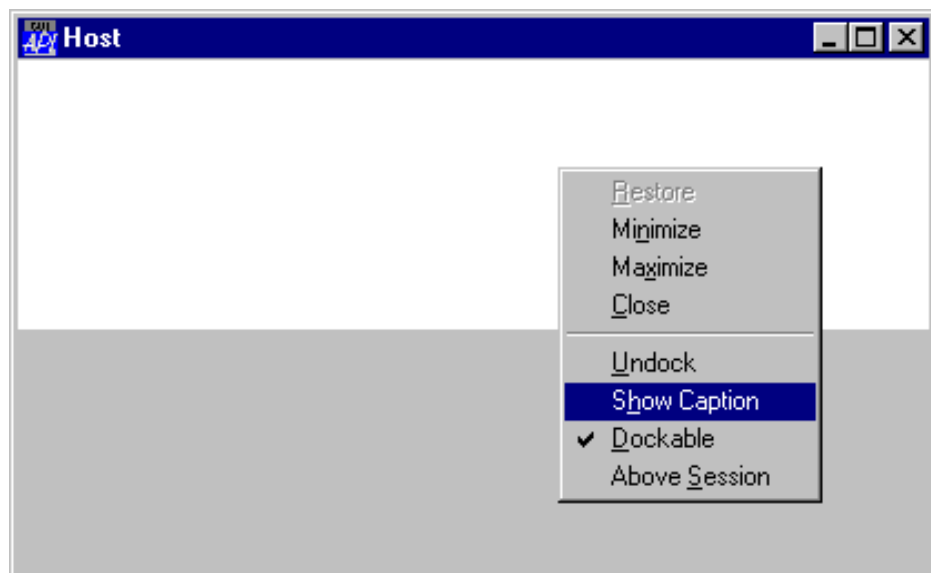 Host
Restore
Minimize
Maximize
Close
Undock
Show Caption
Dockable
Above Session